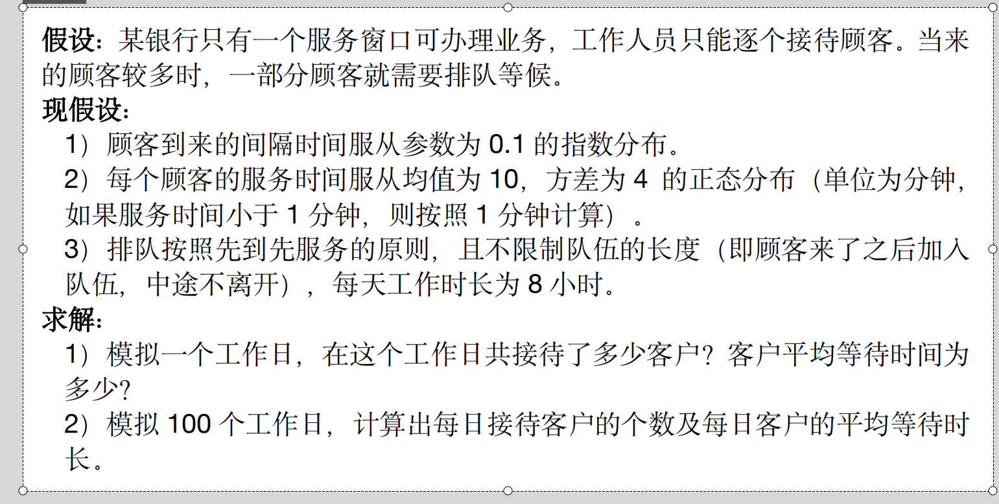 假设：某银行只有一个服务窗口可办理业务，工作人员只能逐个接待顾客。当来
的顾客较多时，一部分顾客就需要排队等候。
现假设：
1）顾客到来的间隔时间服从参数为 0.1 的指数分布。
2）每个顾客的服务时间服从均值为 10，方差为 4 的正态分布（单位为分钟，
如果服务时间小于 1 分钟，则按照 1 分钟计算）。
3）排队按照先到先服务的原则，且不限制队伍的长度（即顾客来了之后加入
队伍，中途不离开），每天工作时长为 8 小时。
求解：
1）模拟一个工作日，在这个工作日共接待了多少客户？客户平均等待时间为
多少？
2）模拟 100 个工作日，计算出每日接待客户的个数及每日客户的平均等待时
长。